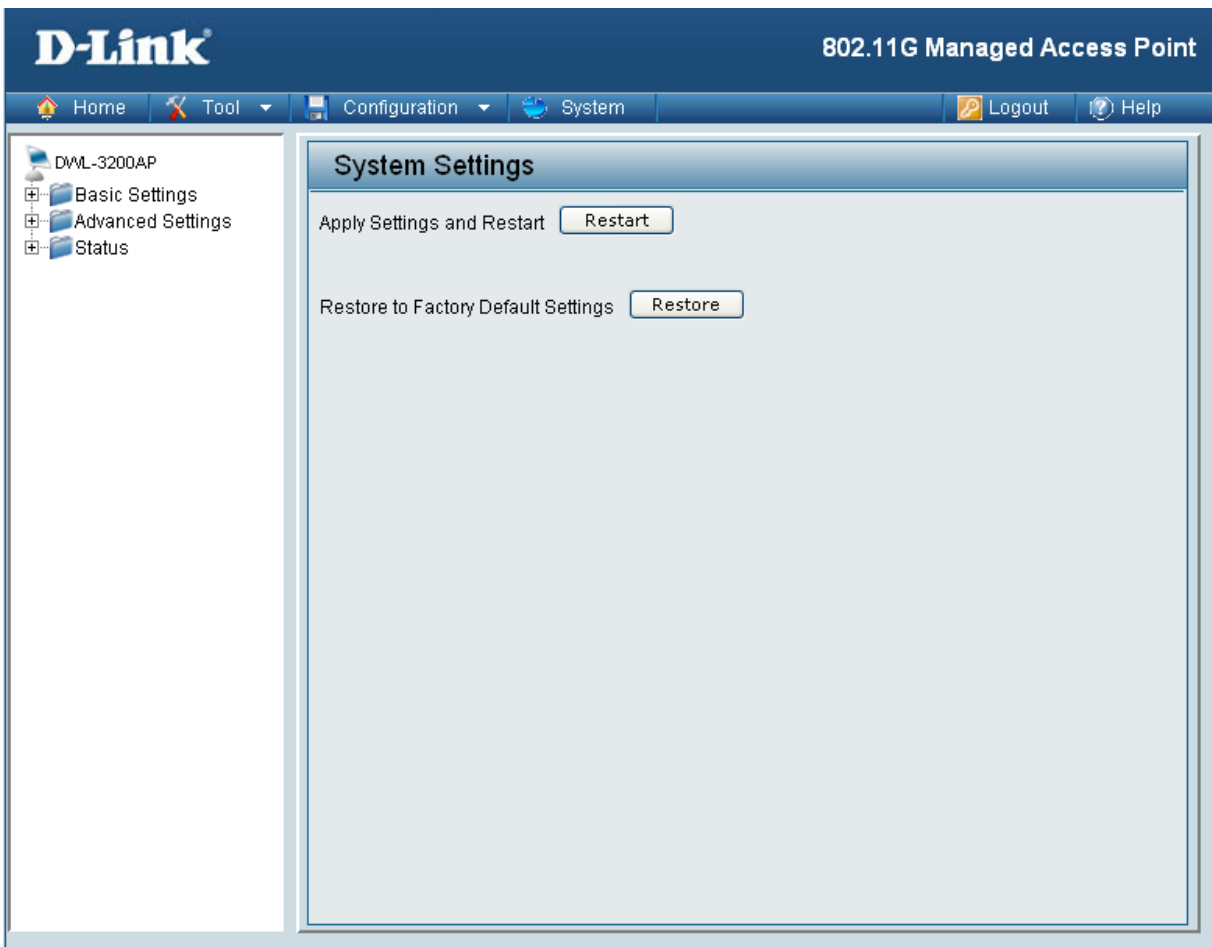 D-Link
802.11G Managed Access Point
Home Tool Configuration System Logout Help
DWL-3200AP
Basic Settings
Advanced Settings
Status
System Settings
Apply Settings and Restart Restart
Restore to Factory Default Settings Restore